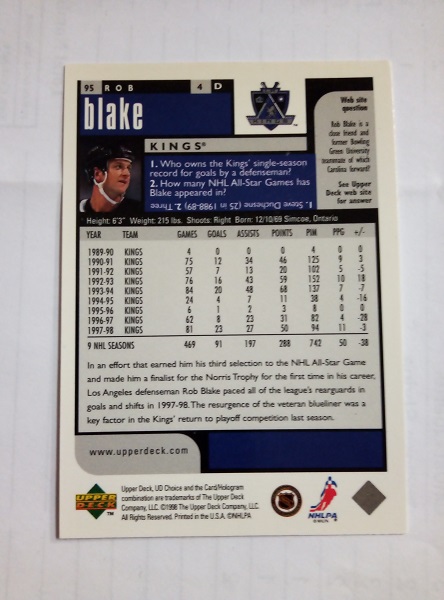 95 ROB 4 D
blake
KINGS®
1. Who owns the Kings' single-season
record for goals by a defenseman?
2. How many NHL All-Star Games has
Blake appeared in?
1. Steve Duchesne (25 in 1988-89) 2. Three
Web site
question
Rob Blake is a
close friend and
former Bowling
Green University
teammate of which
Carolina forward?
See Upper
Deck web site
for answer
Height: 6'3" Weight: 215 lbs. Shoots: Right Born: 12/10/69 Simcoe, Ontario
YEAR TEAM GAMES GOALS ASSISTS POINTS PIM PPG +/-
1989-90 KINGS 4 0 0 0 4 0 0
1990-91 KINGS 75 12 34 46 125 9 3
1991-92 KINGS 57 7 13 20 102 5 -5
1992-93 KINGS 76 16 43 59 152 10 18
1993-94 KINGS 84 20 48 68 137 7 -7
1994-95 KINGS 24 4 7 11 38 4 -16
1995-96 KINGS 6 1 2 3 8 0 0
1996-97 KINGS 62 8 23 31 82 4 -28
1997-98 KINGS 81 23 27 50 94 11 -3
9 NHL SEASONS 469 91 197 288 742 50 -38
In an effort that earned him his third selection to the NHL All-Star Game
and made him a finalist for the Norris Trophy for the first time in his career,
Los Angeles defenseman Rob Blake paced all of the league's rearguards in
goals and shifts in 1997-98. The resurgence of the veteran blueliner was a
key factor in the Kings' return to playoff competition last season.
www.upperdeck.com
UPPER
DECK
TM
Upper Deck, UD Choice and the Card/Hologram
combination are trademarks of The Upper Deck
Company, LLC. ©1998 The Upper Deck Company, LLC.
All Rights Reserved. Printed in the U.S.A. ©NHLPA
NHL
NHLPA